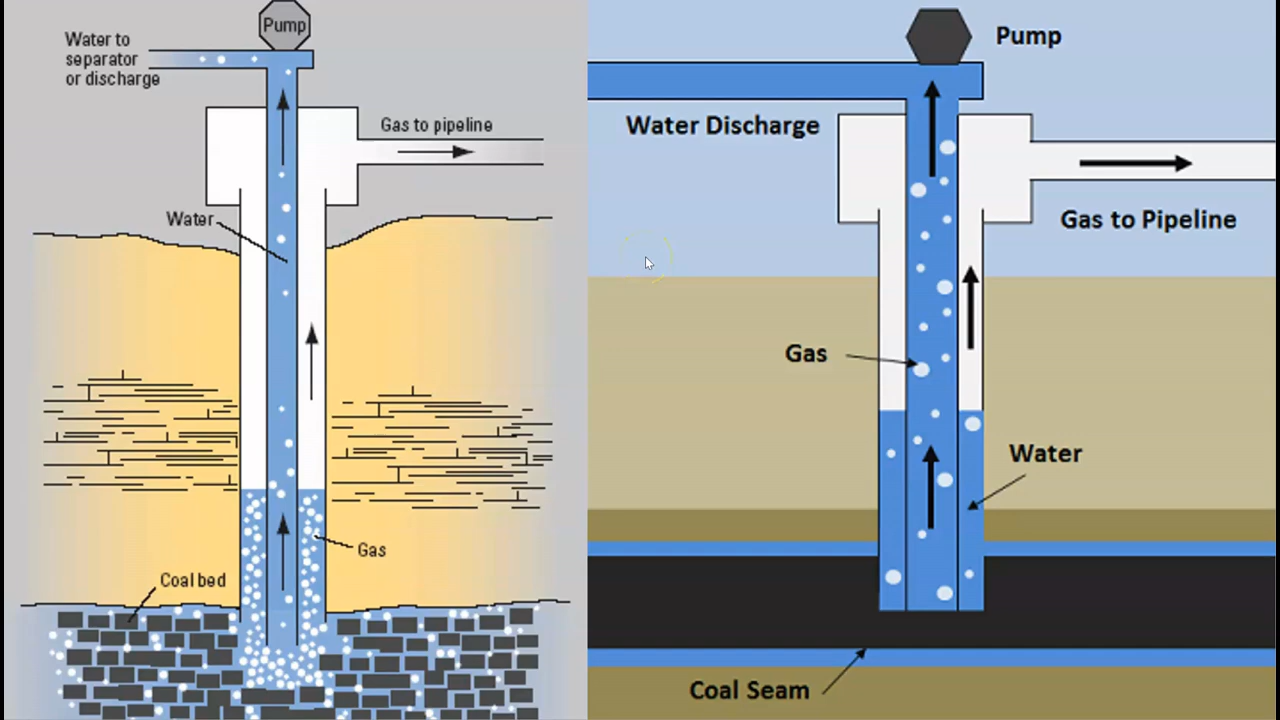 Pump
Water to
separator
or discharge
Gas to pipeline
Water
Gas
Coal bed
Pump
Water Discharge
Gas to Pipeline
Gas
Water
Coal Seam